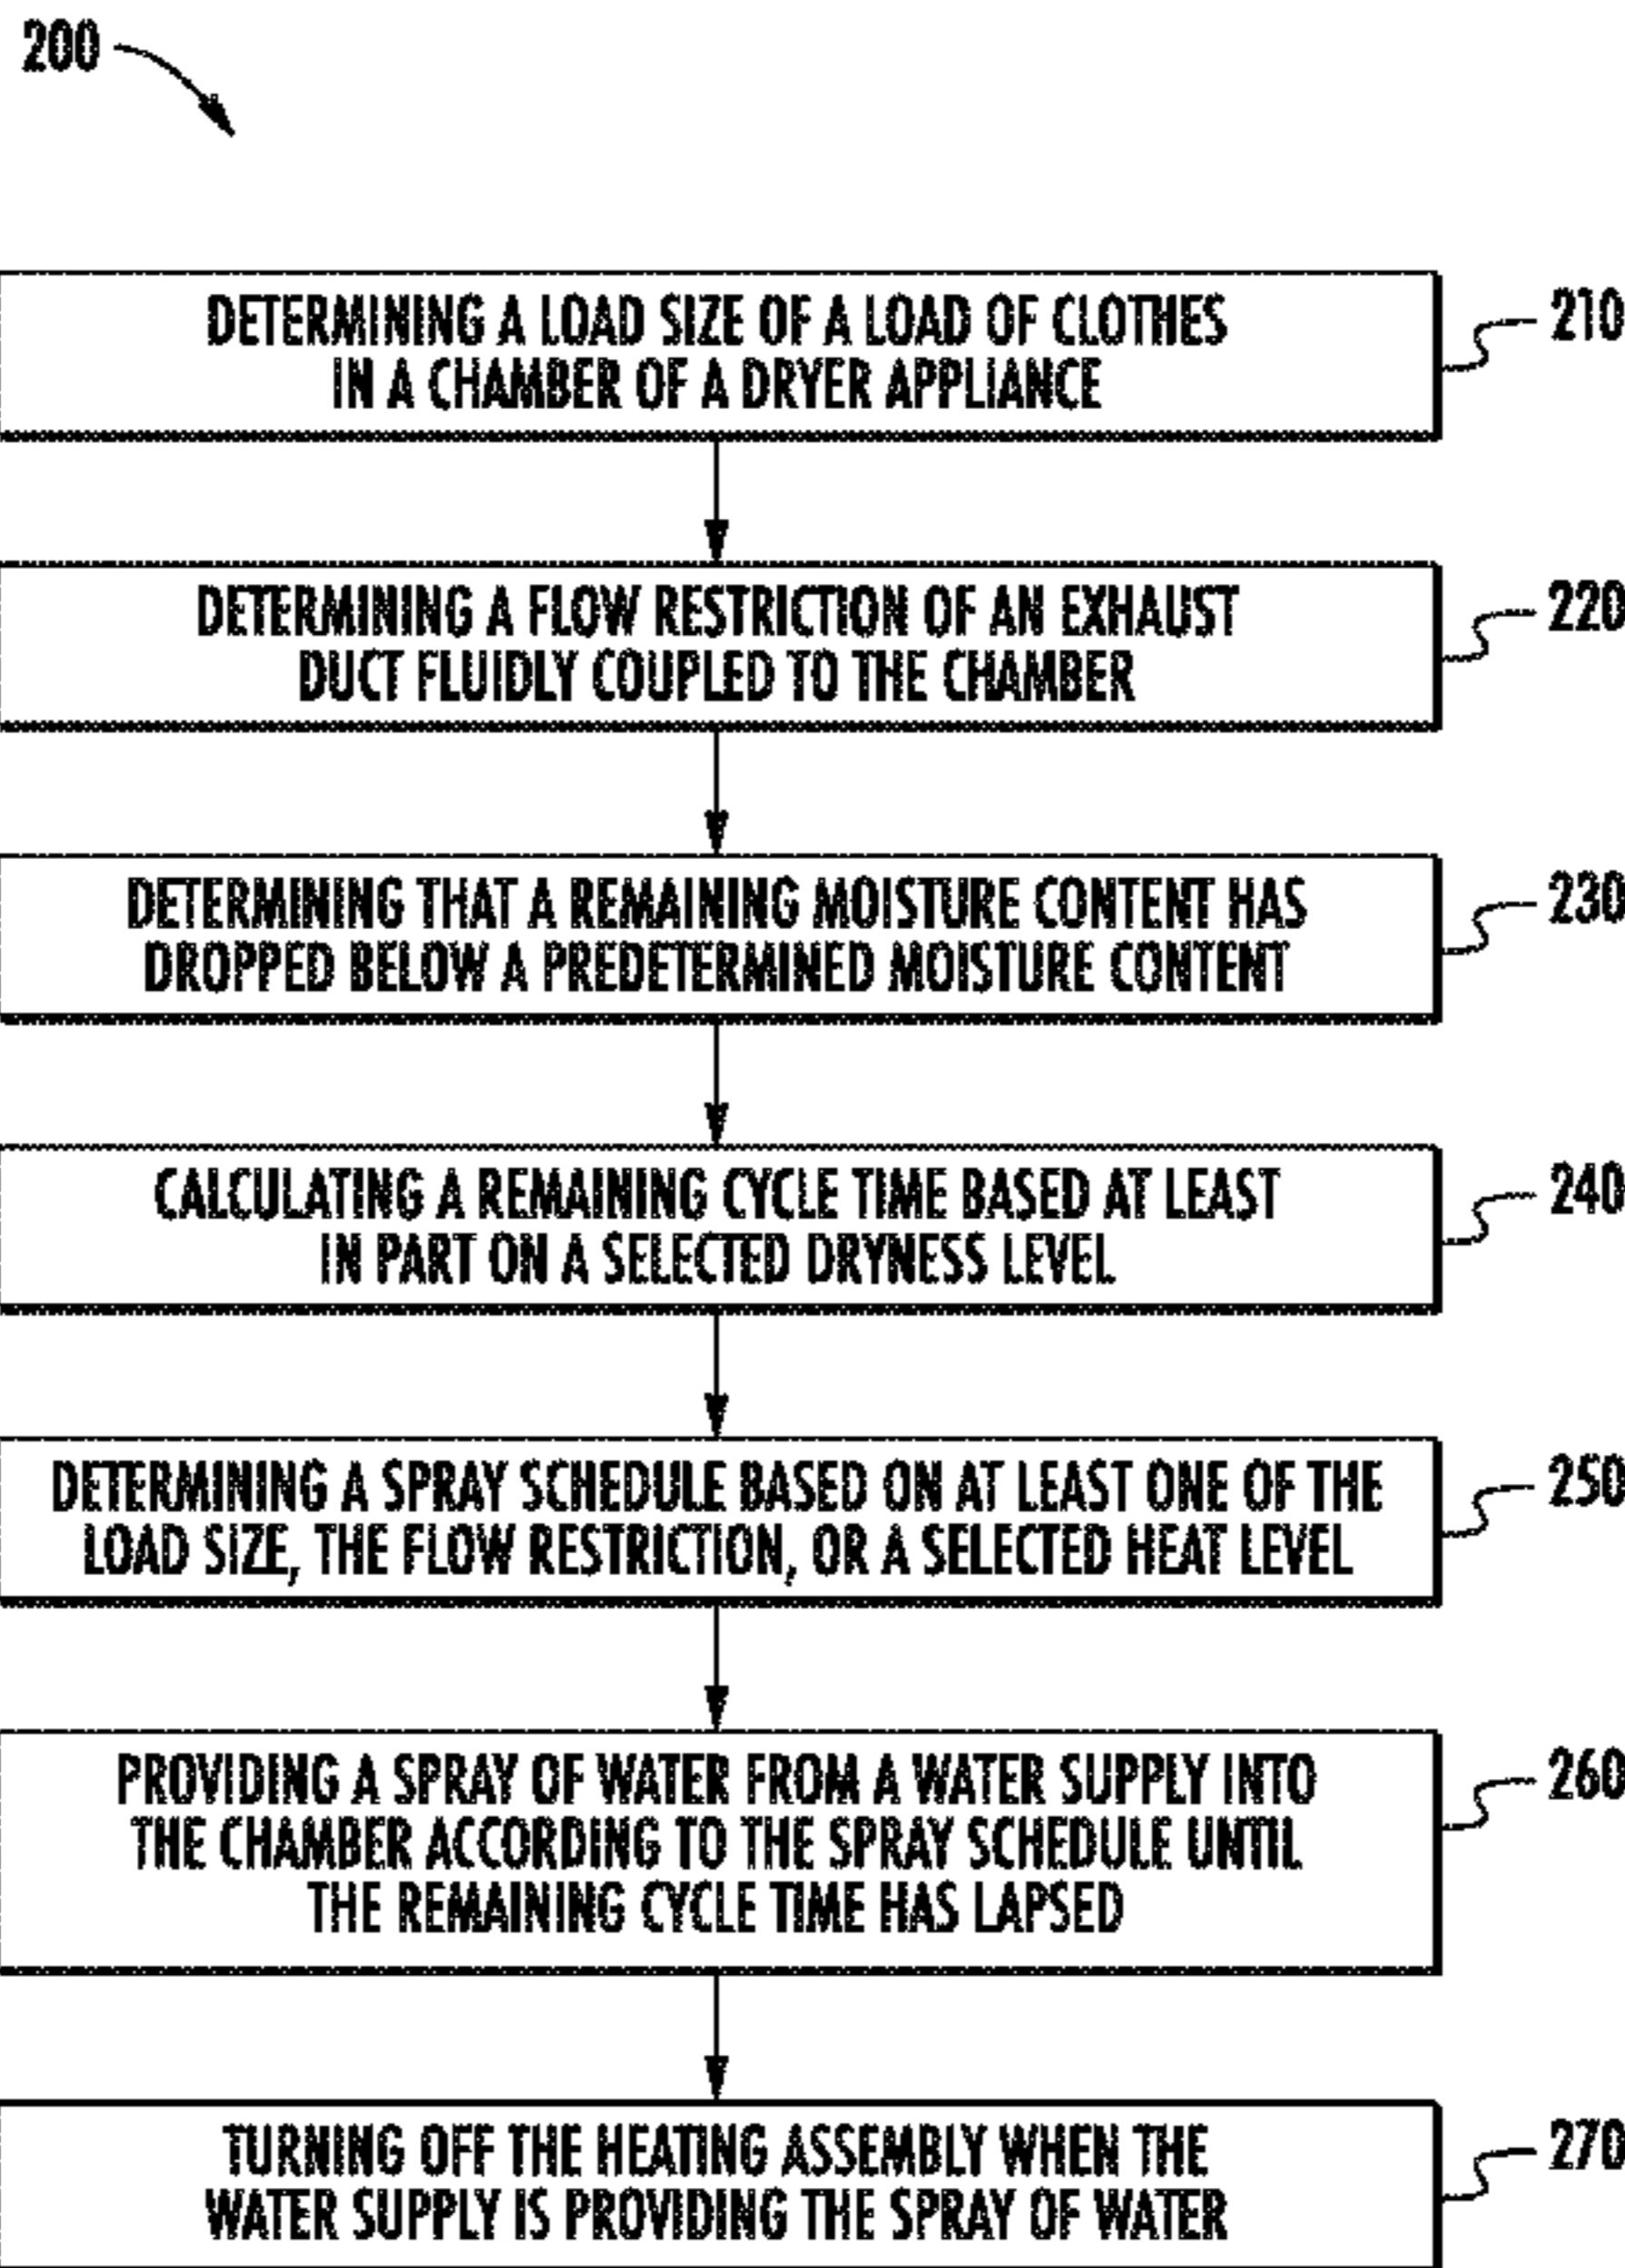 200
DETERMINING A LOAD SIZE OF A LOAD OF CLOTHES
IN A CHAMBER OF A DRYER APPLIANCE
210
DETERMINING A FLOW RESTRICTION OF AN EXHAUST
DUCT FLUIDLY COUPLED TO THE CHAMBER
220
DETERMINING THAT A REMAINING MOISTURE CONTENT HAS
DROPPED BELOW A PREDETERMINED MOISTURE CONTENT
230
CALCULATING A REMAINING CYCLE TIME BASED AT LEAST
IN PART ON A SELECTED DRYNESS LEVEL
240
DETERMINING A SPRAY SCHEDULE BASED ON AT LEAST ONE OF THE
LOAD SIZE, THE FLOW RESTRICTION, OR A SELECTED HEAT LEVEL
250
PROVIDING A SPRAY OF WATER FROM A WATER SUPPLY INTO
THE CHAMBER ACCORDING TO THE SPRAY SCHEDULE UNTIL
THE REMAINING CYCLE TIME HAS LAPSED
260
TURNING OFF THE HEATING ASSEMBLY WHEN THE
WATER SUPPLY IS PROVIDING THE SPRAY OF WATER
270